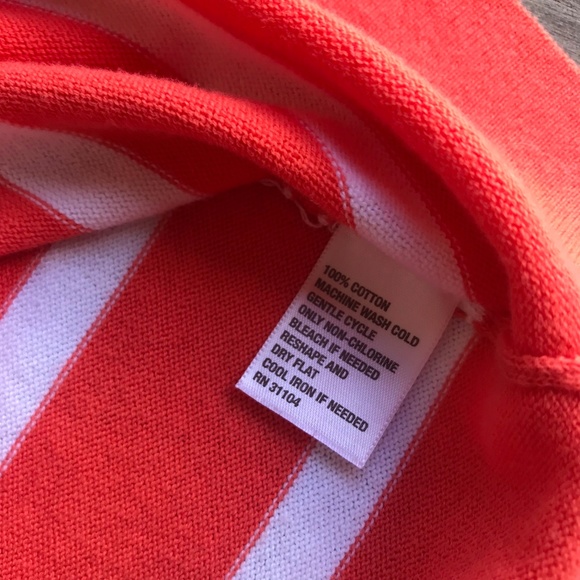 100% COTTON
MACHINE WASH COLD
GENTLE CYCLE
ONLY NON-CHLORINE
BLEACH IF NEEDED
RESHAPE AND
DRY FLAT
COOL IRON IF NEEDED
RN 31104